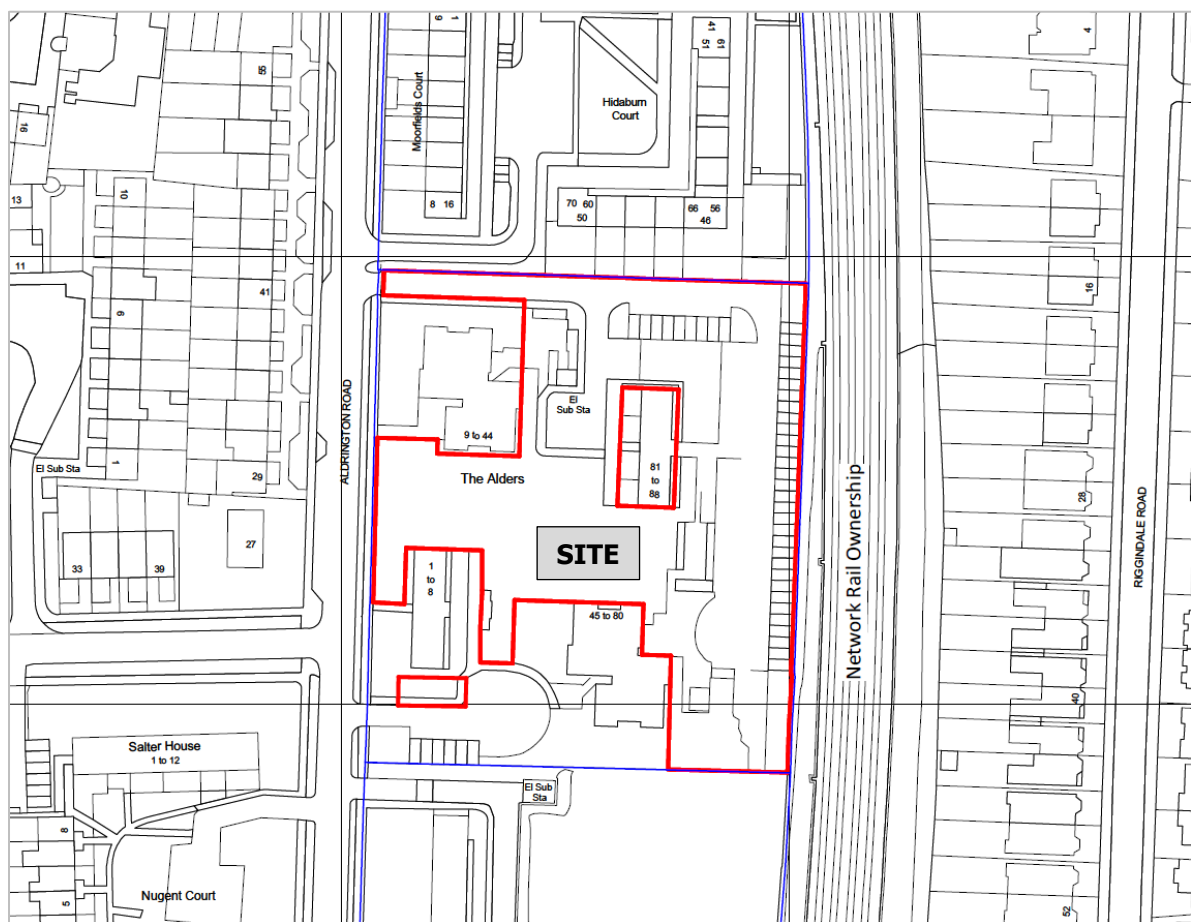 9
1
41
51
61
4
55
Moorfields Court
Hidaburn
Court
16
10
13
8 16
70 60
50
66 56
46
11
41
16
9
ALDRINGTON ROAD
El
Sub Sta
9 to 44
El Sub Sta
1
29
The Alders
81
to
88
Network Rail Ownership
28
RIGGINDALE ROAD
27
SITE
33
39
1
to
8
45 to 80
40
Salter House
1 to 12
El Sub
Sta
8
Nugent Court
5
52